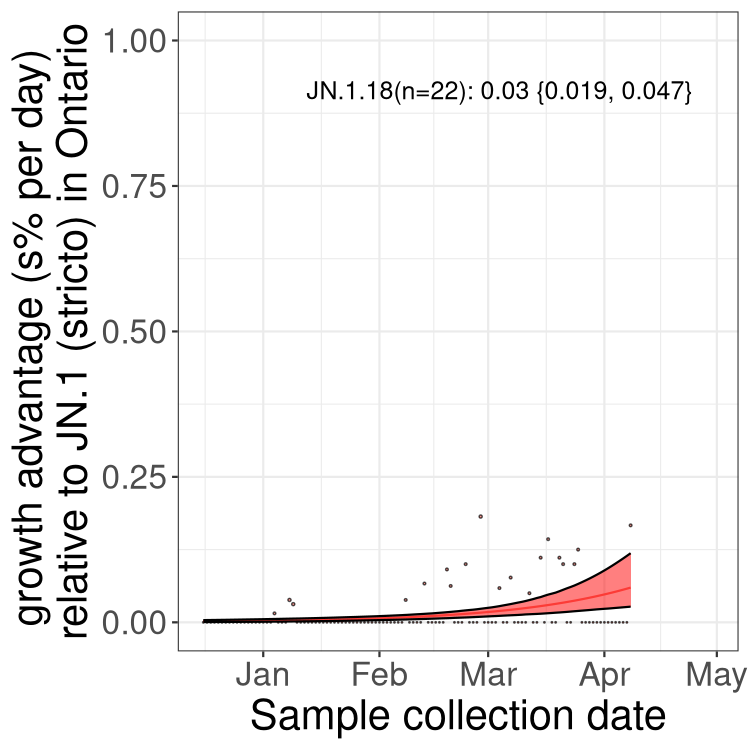 growth advantage (s% per day)
relative to JN.1 (stricto) in Ontario
1.00
0.75
0.50
0.25
0.00
JN.1.18(n=22): 0.03 {0.019, 0.047}
Jan Feb Mar Apr May
Sample collection date